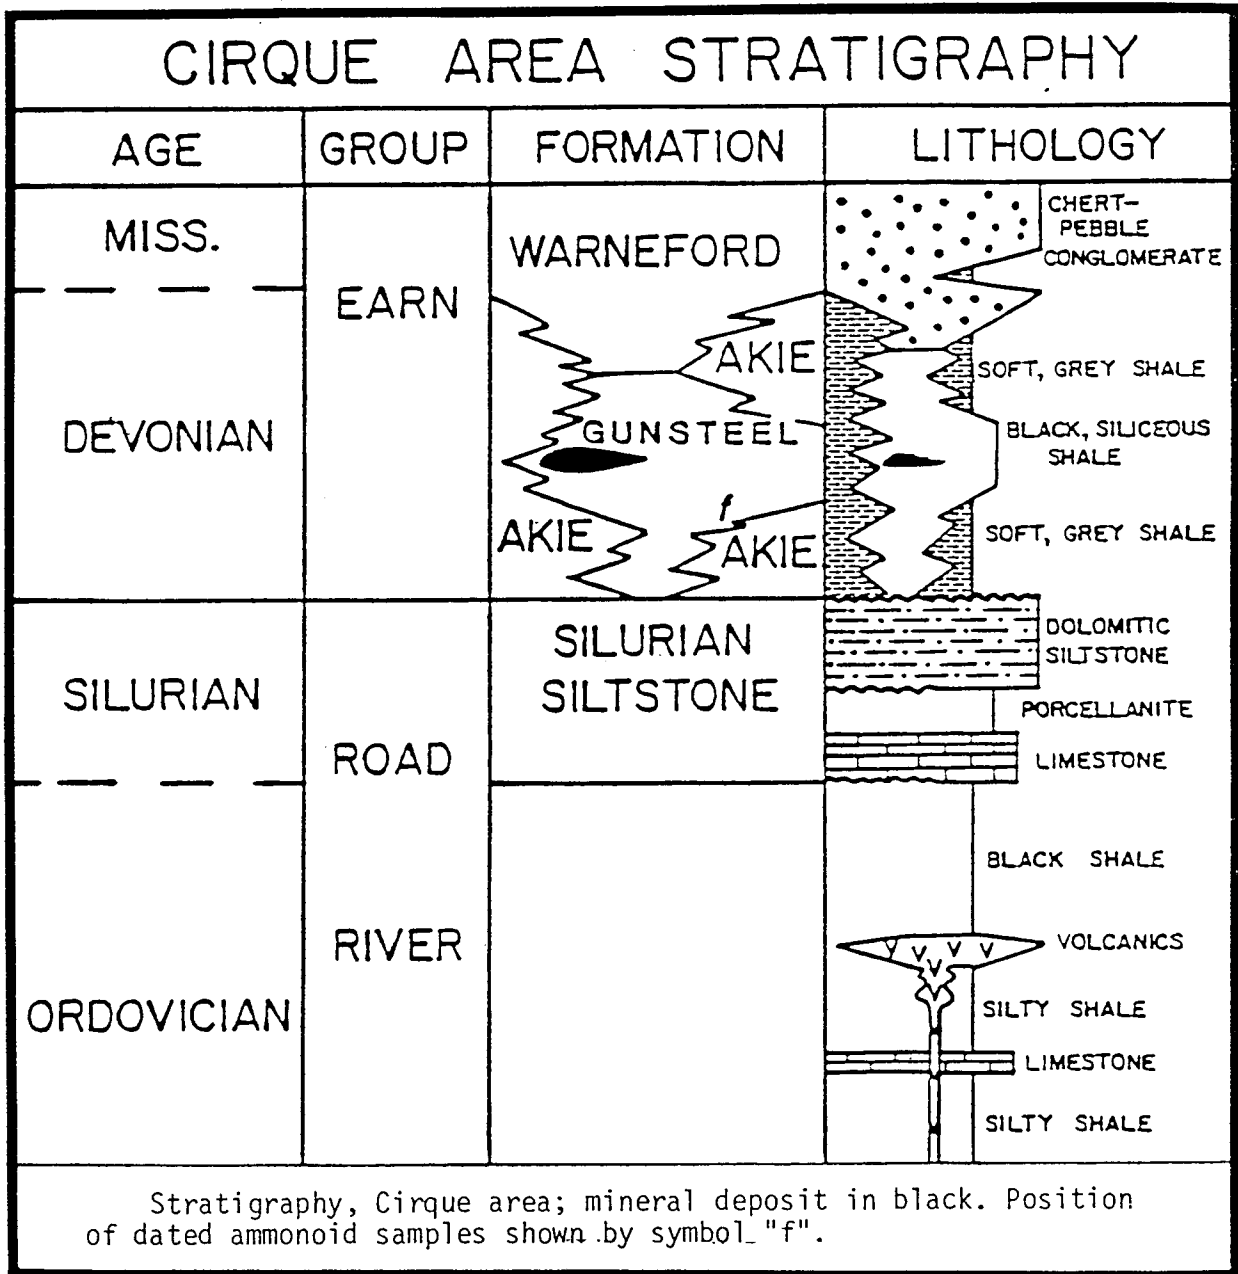 CIRQUE AREA STRATIGRAPHY
AGE
GROUP
FORMATION
LITHOLOGY
MISS.
DEVONIAN
SILURIAN
ORDOVICIAN
EARN
ROAD
RIVER
WARNEFORD
AKIE
GUNSTEEL
f
AKIE
AKIE
SILURIAN
SILTSTONE
CHERT-
PEBBLE
CONGLOMERATE
SOFT, GREY SHALE
BLACK, SILICEOUS
SHALE
SOFT, GREY SHALE
DOLOMITIC
SILTSTONE
PORCELLANITE
LIMESTONE
BLACK SHALE
VOLCANICS
SILTY SHALE
LIMESTONE
SILTY SHALE
Stratigraphy, Cirque area; mineral deposit in black. Position
of dated ammonoid samples shown by symbol "f".